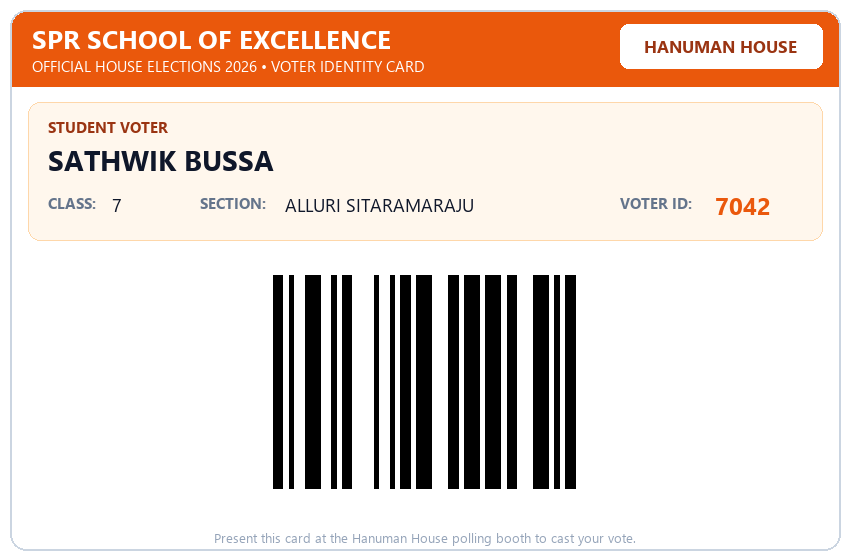 SPR SCHOOL OF EXCELLENCE
OFFICIAL HOUSE ELECTIONS 2026 • VOTER IDENTITY CARD
HANUMAN HOUSE
STUDENT VOTER
SATHWIK BUSSA
CLASS: 7 SECTION: ALLURI SITARAMARAJU VOTER ID: 7042
Present this card at the Hanuman House polling booth to cast your vote.